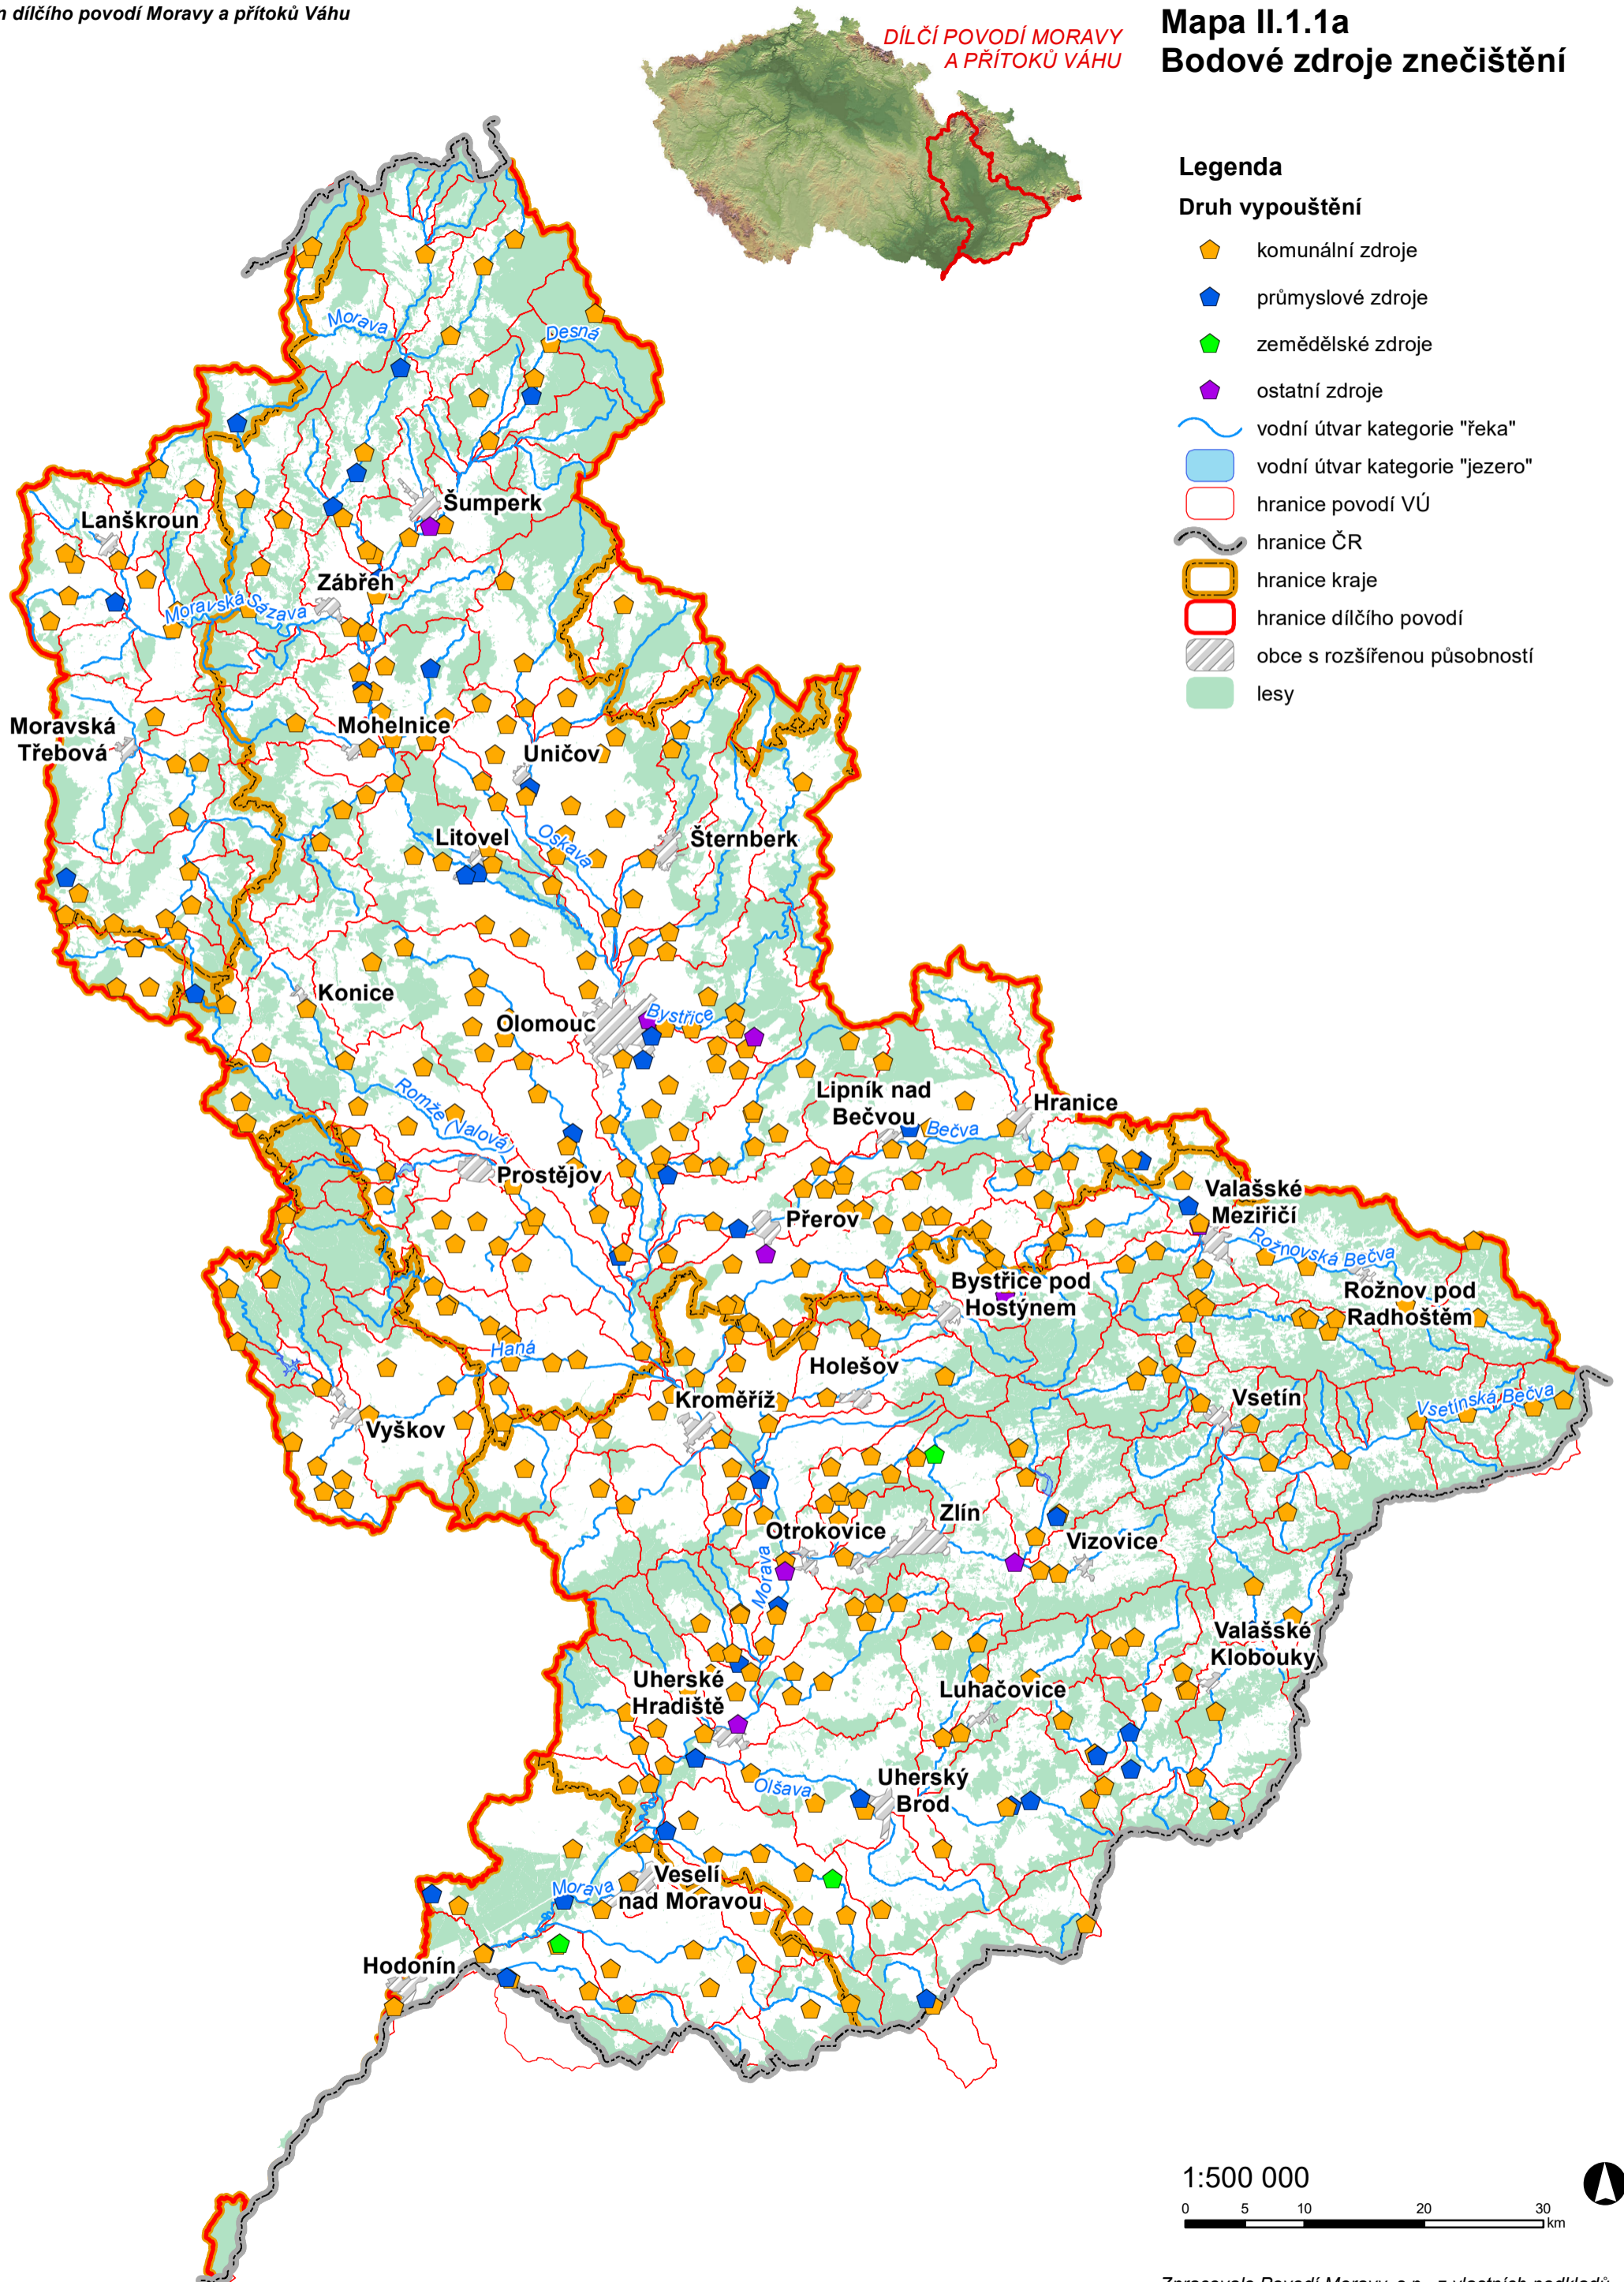 dílčího povodí Moravy a přítoků Váhu
DÍLČÍ POVODÍ MORAVY
A PŘÍTOKŮ VÁHU
Mapa II.1.1a
Bodové zdroje znečištění
Legenda
Druh vypouštění
komunální zdroje
průmyslové zdroje
zemědělské zdroje
ostatní zdroje
vodní útvar kategorie "řeka"
vodní útvar kategorie "jezero"
hranice povodí VÚ
hranice ČR
hranice kraje
hranice dílčího povodí
obce s rozšířenou působností
lesy
Morava
Desná
Šumperk
Lanškroun
Zábřeh
Moravská Sázava
Moravská
Třebová
Mohelnice
Uničov
Litovel
Oskava
Šternberk
Konice
Olomouc
Bystřice
Romže (Valová)
Lipník nad
Bečvou
Bečva
Hranice
Prostějov
Přerov
Valašské
Meziříčí
Rožnovská Bečva
Bystřice pod
Hostýnem
Rožnov pod
Radhoštěm
Haná
Holešov
Kroměříž
Vyškov
Vsetín
Vsetínská Bečva
Otrokovice
Zlín
Vizovice
Morava
Valašské
Klobouky
Uherské
Hradiště
Luhačovice
Olšava
Uherský
Brod
Veselí
nad Moravou
Morava
Hodonín
1:500 000
0 5 10 20 30
km